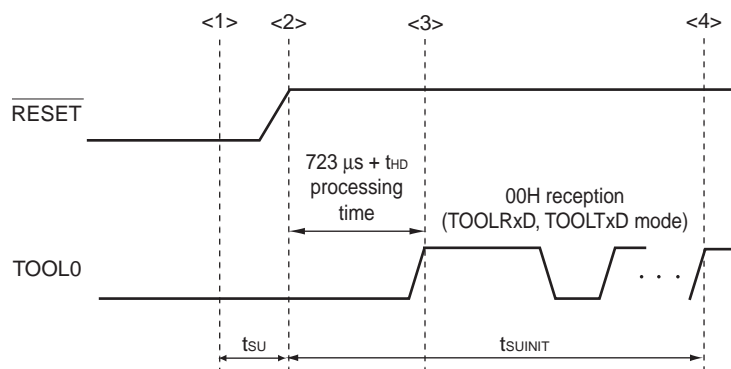 <1> <2> <3> <4>
RESET
723 μs + tHD
processing
time
00H reception
(TOOLRxD, TOOLTxD mode)
TOOL0
. . .
tSU
tSUINIT